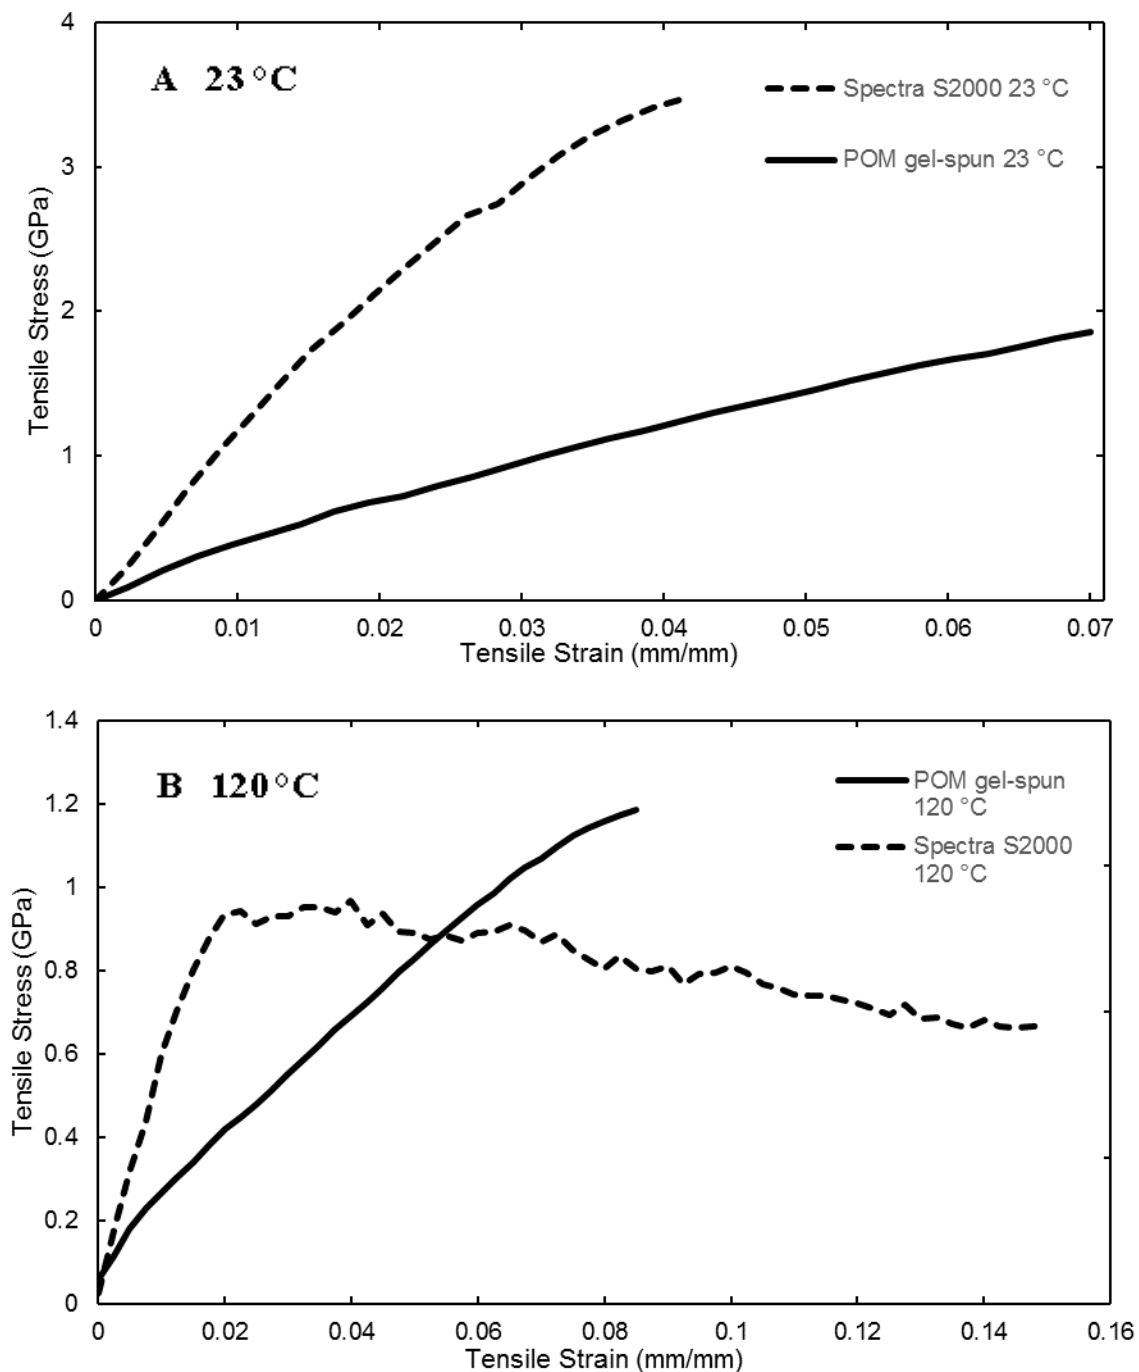 4
A 23 °C
Spectra S2000 23 °C
POM gel-spun 23 °C
3
2
1
0
Tensile Stress (GPa)
0 0.01 0.02 0.03 0.04 0.05 0.06 0.07
Tensile Strain (mm/mm)
1.4
B 120 °C
POM gel-spun
120 °C
Spectra S2000
120 °C
1.2
1
0.8
0.6
0.4
0.2
0
Tensile Stress (GPa)
0 0.02 0.04 0.06 0.08 0.1 0.12 0.14 0.16
Tensile Strain (mm/mm)